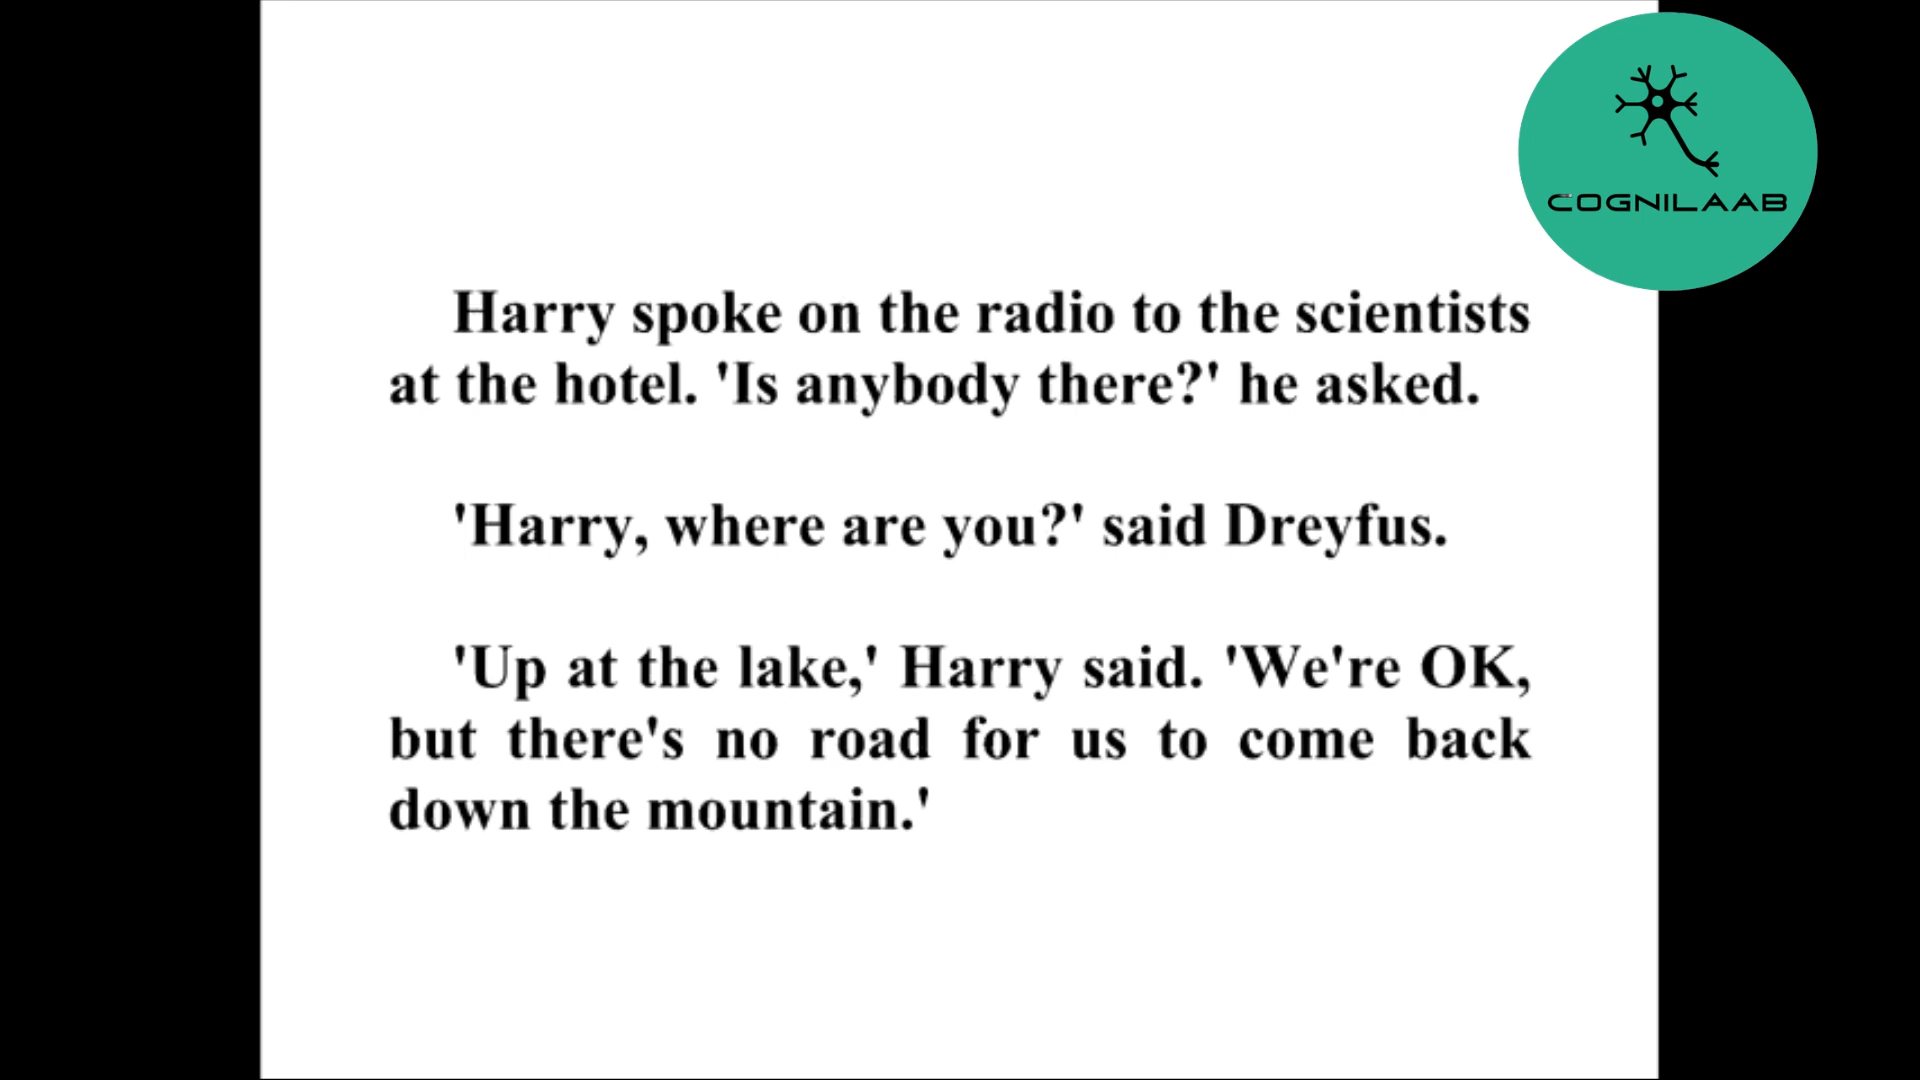 COGNILAAB
Harry spoke on the radio to the scientists
at the hotel. 'Is anybody there?' he asked.
'Harry, where are you?' said Dreyfus.
'Up at the lake,' Harry said. 'We're OK,
but there's no road for us to come back
down the mountain.'